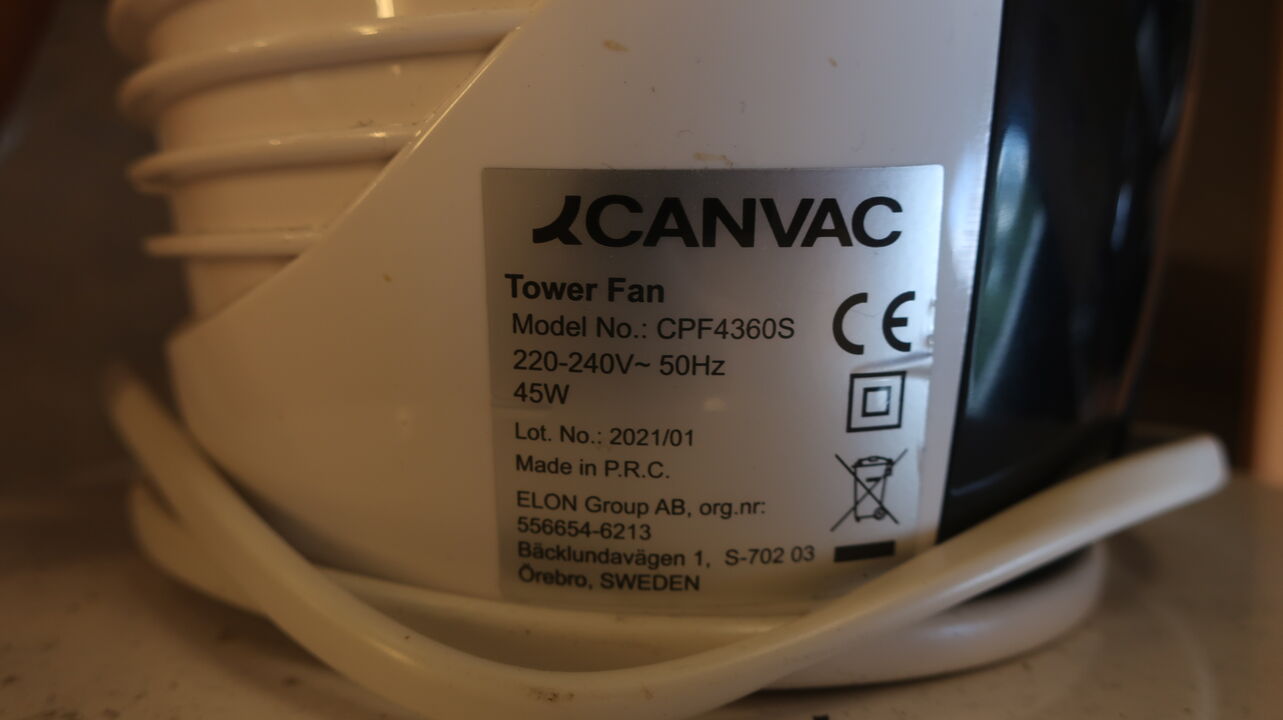 CANVAC
Tower Fan
Model No.: CPF4360S
220-240V~ 50Hz
45W
Lot. No.: 2021/01
Made in P.R.C.
ELON Group AB, org.nr:
556654-6213
Bäcklundavägen 1, S-702 03
Örebro, SWEDEN
CE